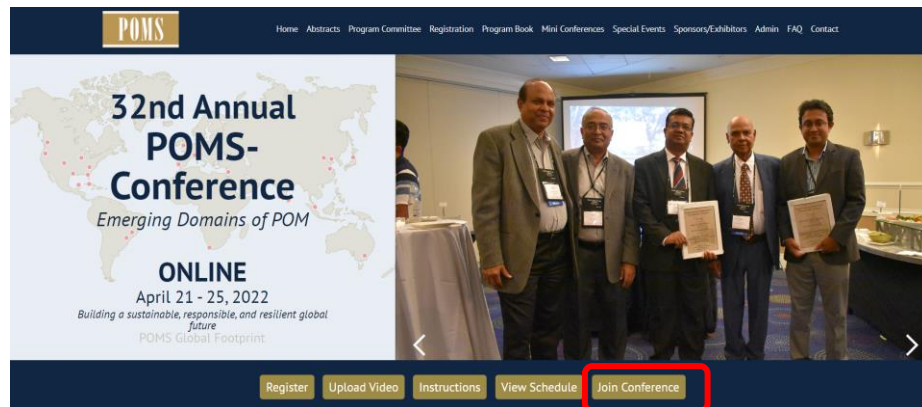 POMS
Home Abstracts Program Committee Registration Program Book Mini Conferences Special Events Sponsors/Exhibitors Admin FAQ Contact
32nd Annual
POMS-
Conference
Emerging Domains of POM
ONLINE
April 21 - 25, 2022
Building a sustainable, responsible, and resilient global
future
POMS Global Footprint
Register Upload Video Instructions View Schedule Join Conference